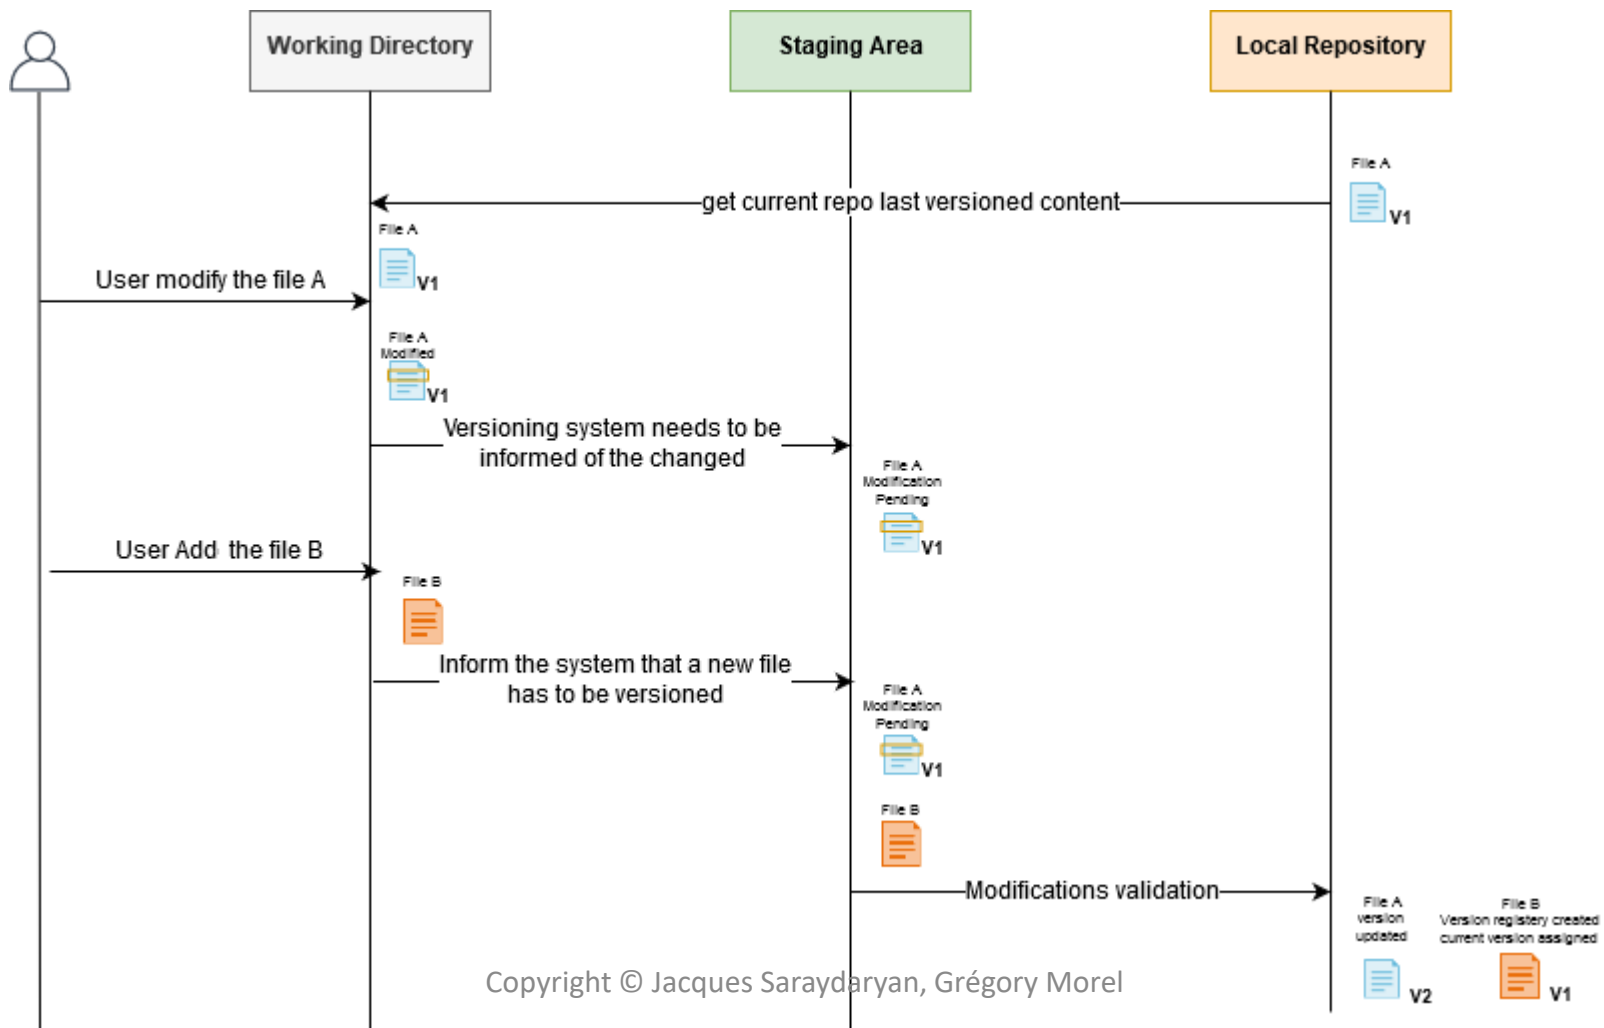 Working Directory
Staging Area
Local Repository
File A
V1
get current repo last versioned content
File A
V1
User modify the file A
File A
Modified
V1
Versioning system needs to be
informed of the changed
File A
Modification
Pending
V1
User Add the file B
File B
Inform the system that a new file
has to be versioned
File A
Modification
Pending
V1
File B
Modifications validation
File A
version
updated
V2
File B
Version registery created
current version assigned
V1
Copyright © Jacques Saraydaryan, Grégory Morel